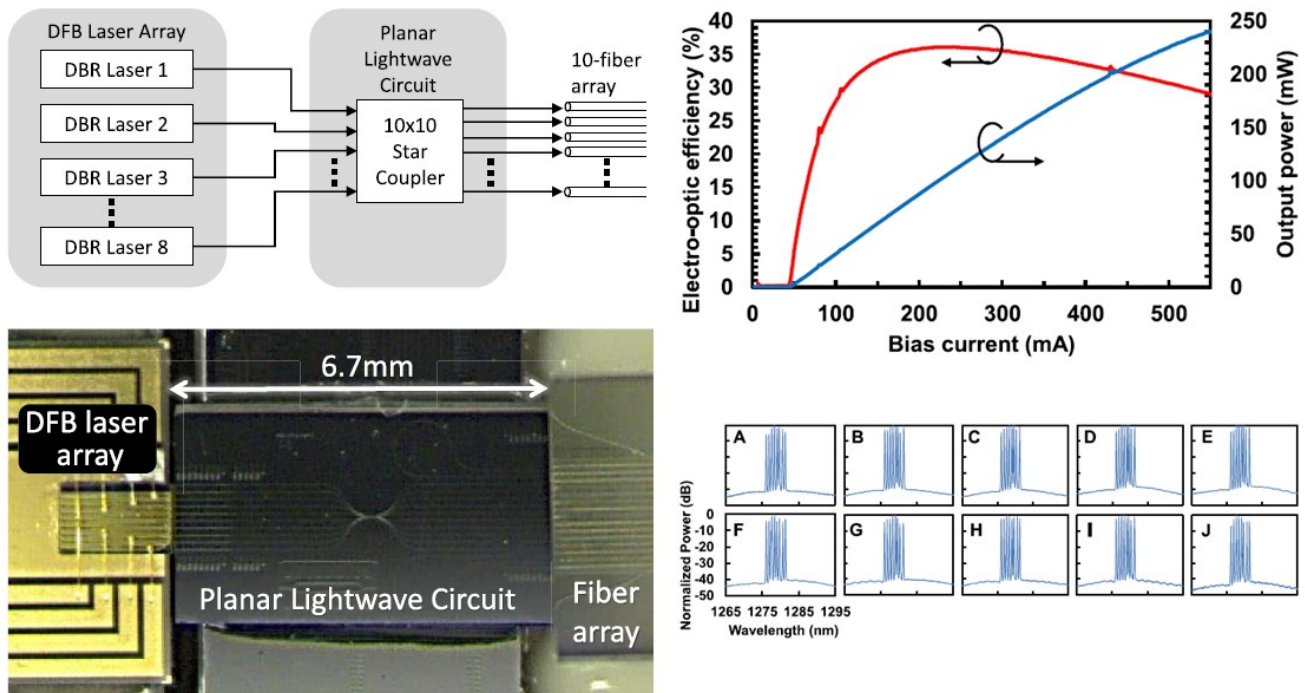 DFB Laser Array
DBR Laser 1
DBR Laser 2
DBR Laser 3
DBR Laser 8
Planar
Lightwave
Circuit
10x10
Star
Coupler
10-fiber
array
Electro-optic efficiency (%)
40
35
30
25
20
15
10
5
0
250
200
150
100
50
0
Output power (mW)
0 100 200 300 400 500
Bias current (mA)
6.7mm
DFB laser
array
Planar Lightwave Circuit
Fiber
array
A B C D E
F G H I J
Normalized Power (dB)
0
-10
-20
-30
-40
-50
1265 1275 1285 1295
Wavelength (nm)